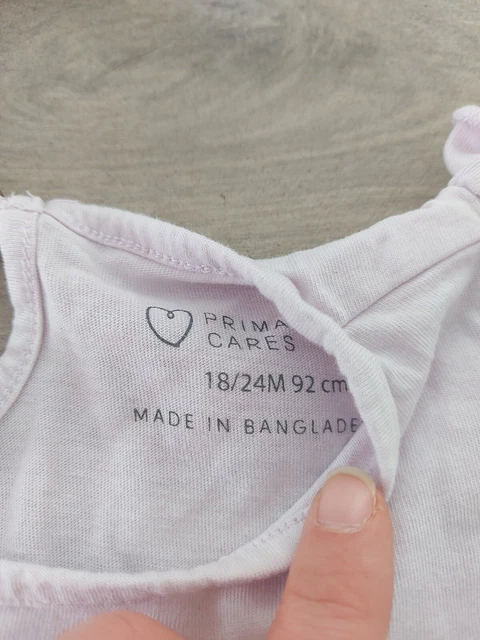 PRIMA
CARES
18/24M 92 cm
MADE IN BANGLADE